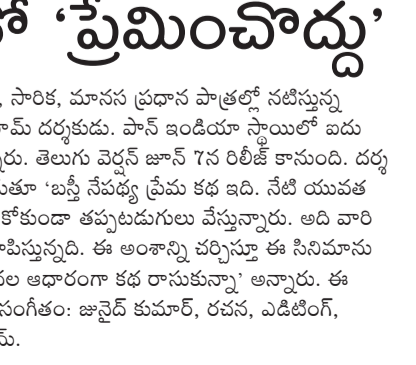 ‘ప్రేమించొద్దు’
సారిక, మానస ప్రధాన పాత్రల్లో నటిస్తున్న
దర్శకుడు. పాన్ ఇండియా స్థాయిలో ఐదు
తెలుగు వెర్షన్ జూన్ 7న రిలీజ్ కానుంది. దర్శ
‘బస్తీ నేపథ్య ప్రేమ కథ ఇది. నేటి యువత
తప్పటడుగులు వేస్తున్నారు. అది వారి
ఈ అంశాన్ని చర్చిస్తూ ఈ సినిమాను
ఆధారంగా కథ రాసుకున్నా’ అన్నారు. ఈ
సంగీతం: జునైద్ కుమార్, రచన, ఎడిటింగ్,